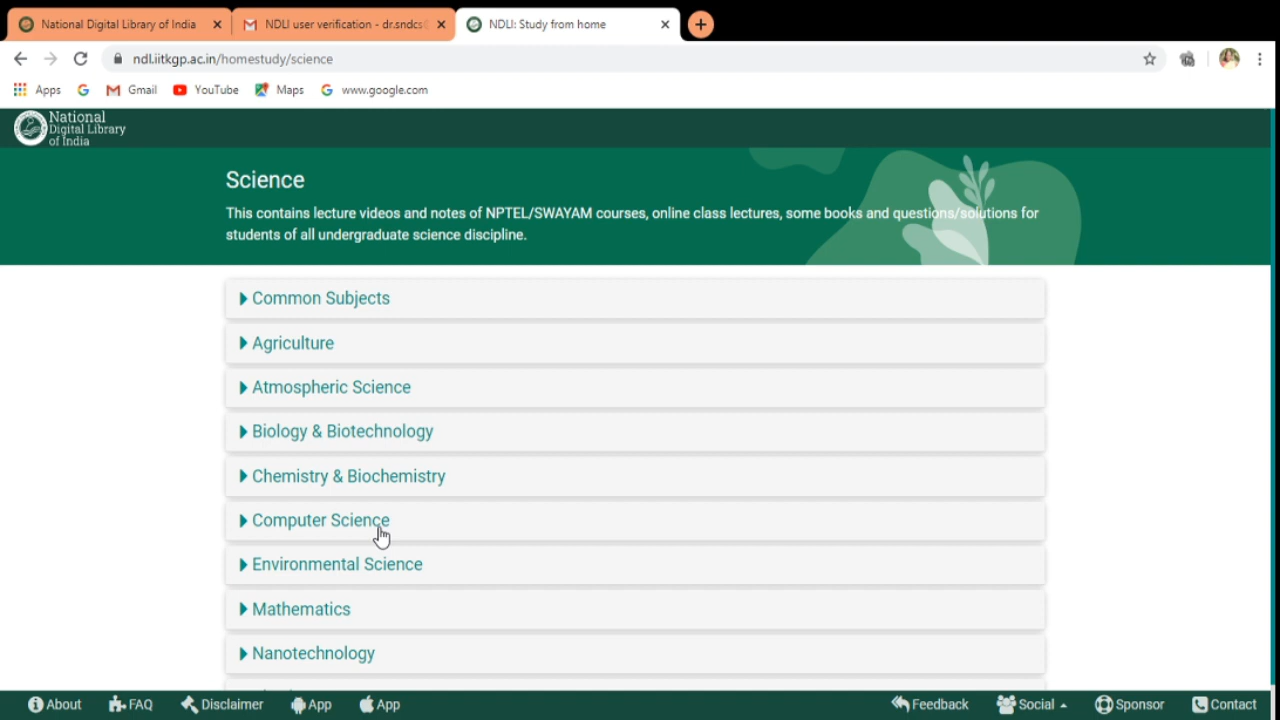 National Digital Library of India
NDLI user verification - dr.sndcs
NDLI: Study from home
ndl.iitkgp.ac.in/homestudy/science
Apps
Gmail
YouTube
Maps
www.google.com
National
Digital Library
of India
Science
This contains lecture videos and notes of NPTEL/SWAYAM courses, online class lectures, some books and questions/solutions for
students of all undergraduate science discipline.
Common Subjects
Agriculture
Atmospheric Science
Biology & Biotechnology
Chemistry & Biochemistry
Computer Science
Environmental Science
Mathematics
Nanotechnology
About FAQ Disclaimer App App Feedback Social Sponsor Contact